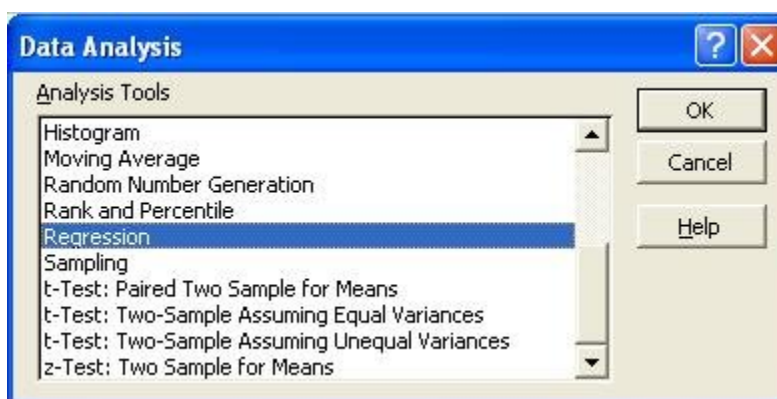 Data Analysis
Analysis Tools
Histogram
Moving Average
Random Number Generation
Rank and Percentile
Regression
Sampling
t-Test: Paired Two Sample for Means
t-Test: Two-Sample Assuming Equal Variances
t-Test: Two-Sample Assuming Unequal Variances
z-Test: Two Sample for Means
OK
Cancel
Help